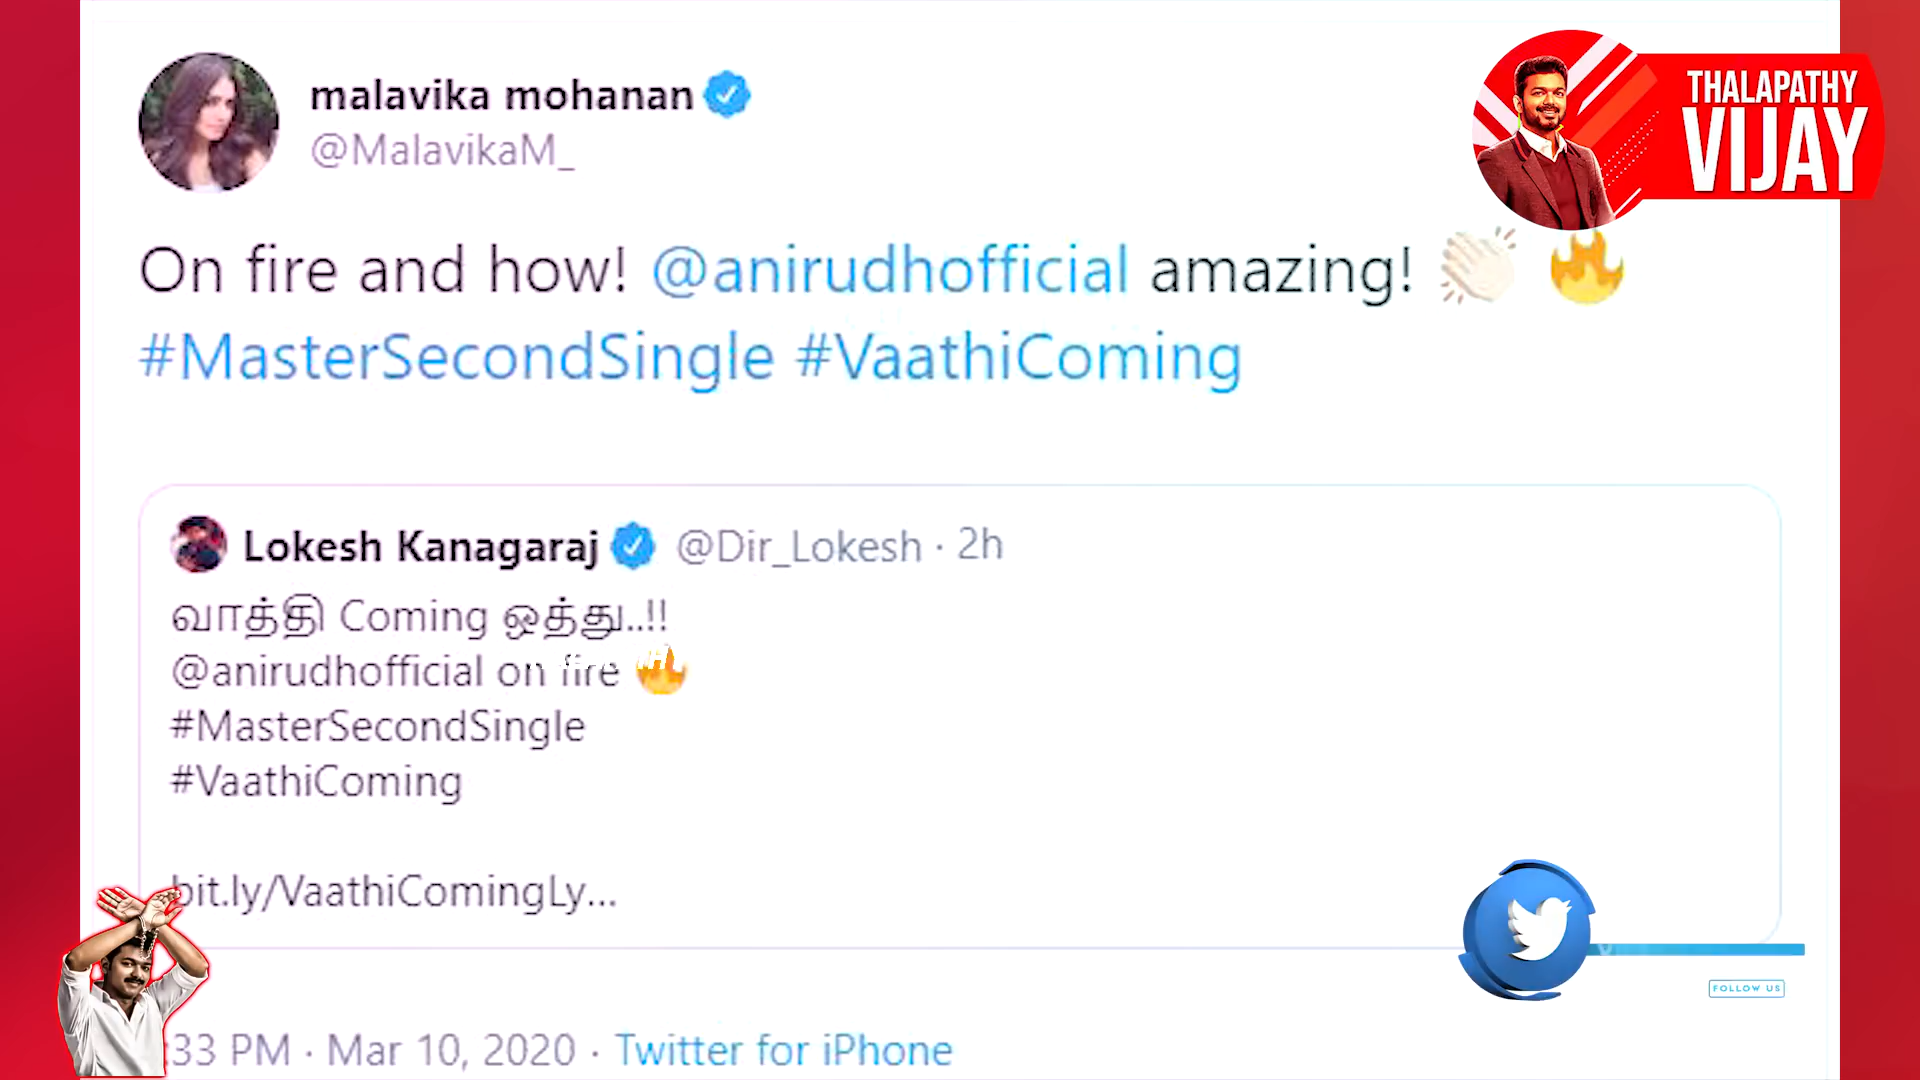 malavika mohanan
@MalavikaM_
THALAPATHY
VIJAY
On fire and how! @anirudhofficial amazing! 👏🏻 🔥
#MasterSecondSingle #VaathiComing
Lokesh Kanagaraj @Dir_Lokesh · 2h
வாத்தி Coming ஒத்து..!!
@anirudhofficial on fire 🔥
#MasterSecondSingle
#VaathiComing
bit.ly/VaathiComingLy...
FOLLOW US
:33 PM · Mar 10, 2020 · Twitter for iPhone